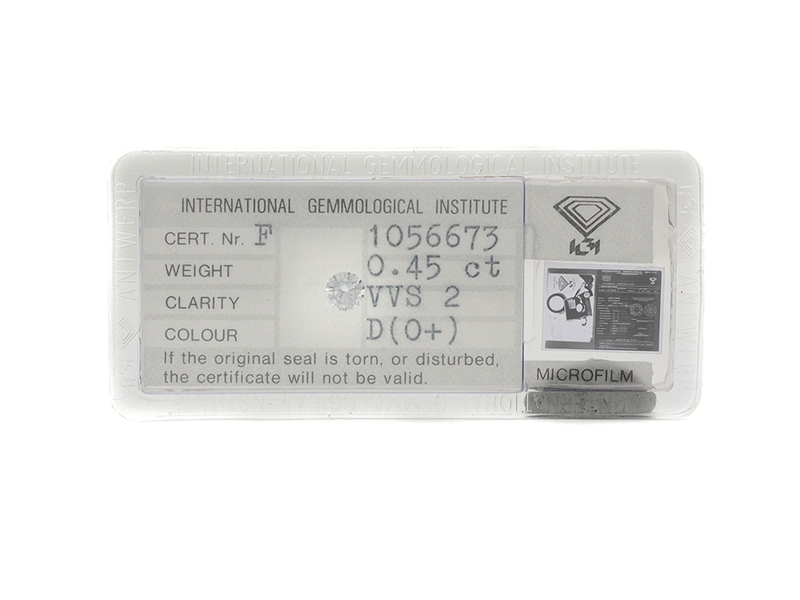 INTERNATIONAL GEMMOLOGICAL INSTITUTE
ANTWERP
INTERNATIONAL GEMMOLOGICAL INSTITUTE
CERT. Nr. F 1056673
WEIGHT 0.45 ct
CLARITY VVS 2
COLOUR D(0+)
If the original seal is torn, or disturbed,
the certificate will not be valid.
IGI
MICROFILM